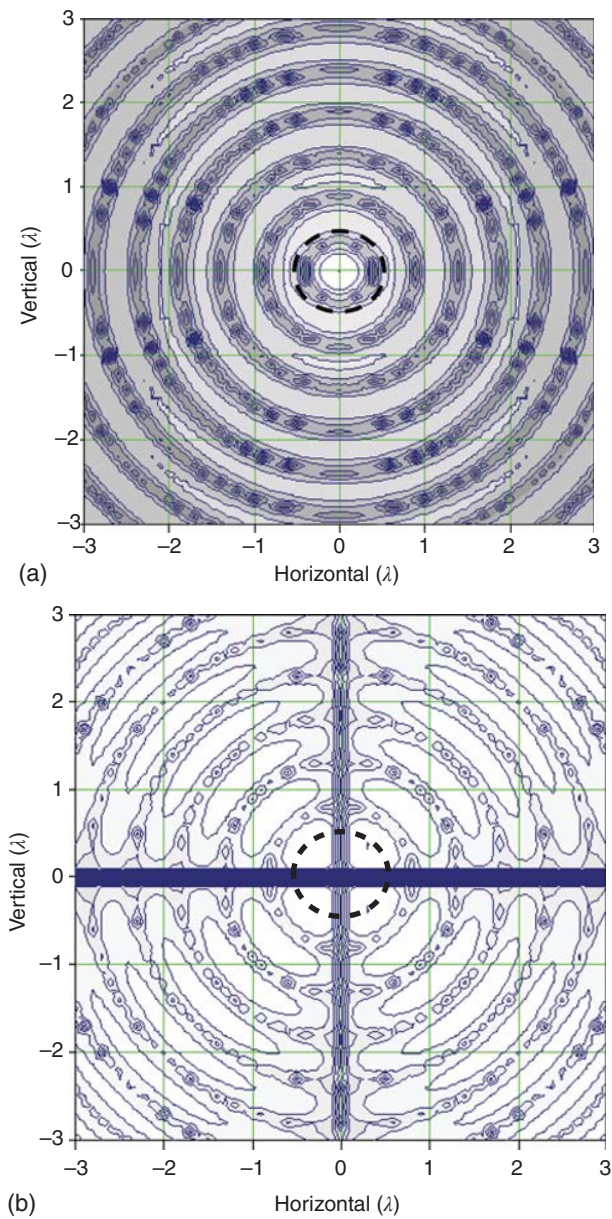 3
2
1
0
–1
–2
–3
Vertical (λ)
–3 –2 –1 0 1 2 3
(a)
Horizontal (λ)
3
2
1
0
–1
–2
–3
Vertical (λ)
–3 –2 –1 0 1 2 3
(b)
Horizontal (λ)